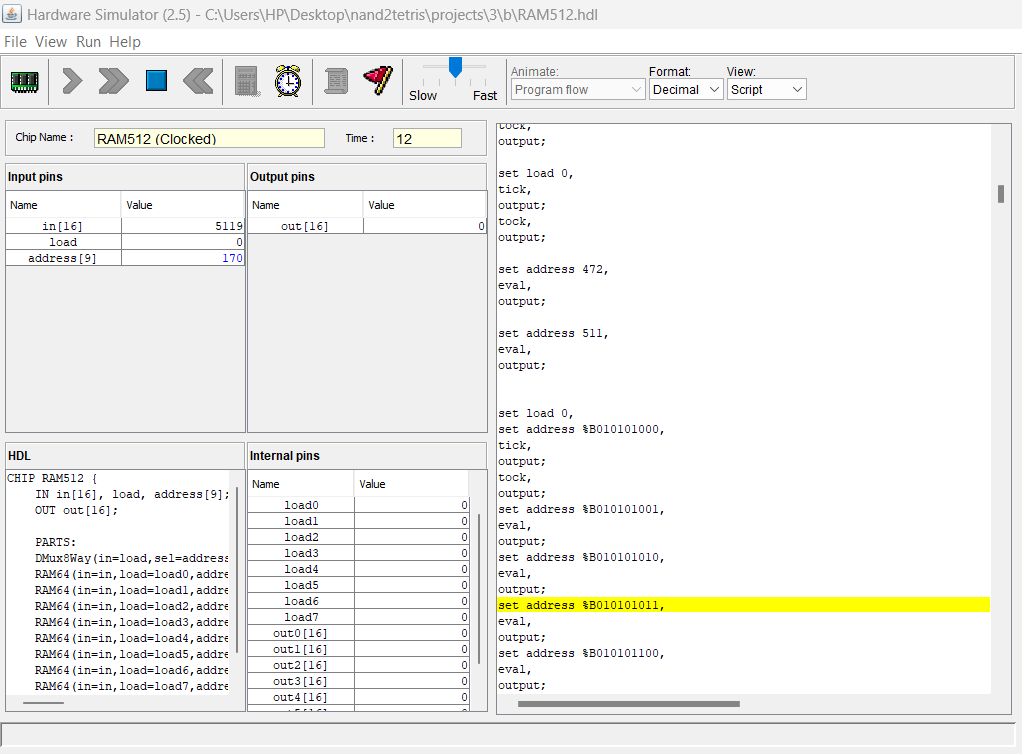 Hardware Simulator (2.5) - C:\Users\HP\Desktop\nand2tetris\projects\3\b\RAM512.hdl
File View Run Help
Slow Fast
Animate:
Program flow
Format:
Decimal
View:
Script
Chip Name :
RAM512 (Clocked)
Time :
12
Input pins
Name Value
in[16] 5119
load 0
address[9] 170
Output pins
Name Value
out[16] 0
HDL
CHIP RAM512 {
IN in[16], load, address[9];
OUT out[16];
PARTS:
DMux8Way(in=load,sel=address
RAM64(in=in,load=load0,addre
RAM64(in=in,load=load1,addre
RAM64(in=in,load=load2,addre
RAM64(in=in,load=load3,addre
RAM64(in=in,load=load4,addre
RAM64(in=in,load=load5,addre
RAM64(in=in,load=load6,addre
RAM64(in=in,load=load7,addre
Internal pins
Name Value
load0 0
load1 0
load2 0
load3 0
load4 0
load5 0
load6 0
load7 0
out0[16] 0
out1[16] 0
out2[16] 0
out3[16] 0
out4[16] 0
tock,
output;
set load 0,
tick,
output;
tock,
output;
set address 472,
eval,
output;
set address 511,
eval,
output;
set load 0,
set address %B010101000,
tick,
output;
tock,
output;
set address %B010101001,
eval,
output;
set address %B010101010,
eval,
output;
set address %B010101011,
eval,
output;
set address %B010101100,
eval,
output;